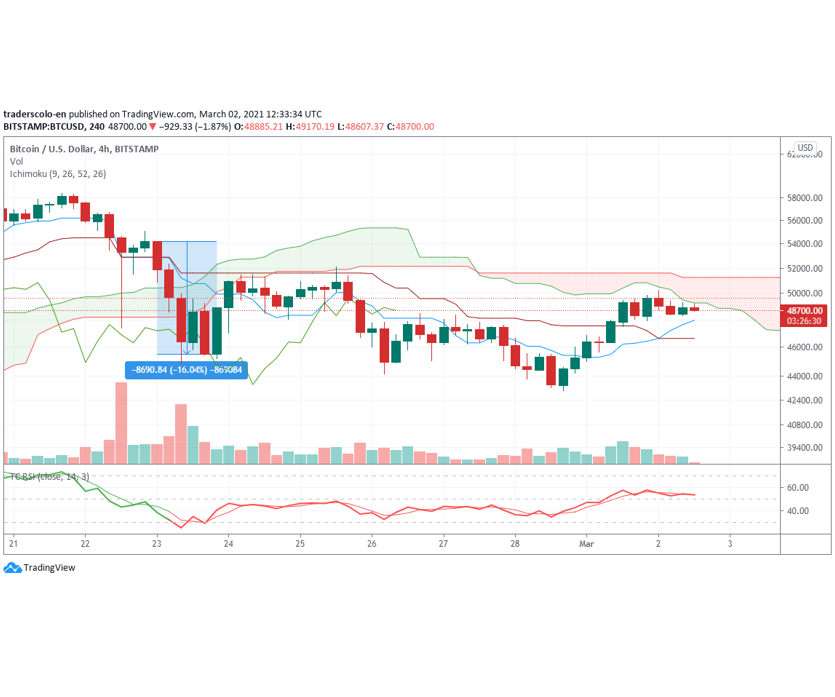 traderscolo-en published on TradingView.com, March 02, 2021 12:33:34 UTC
BITSTAMP:BTCUSD, 240 48700.00 ▼ −929.33 (−1.87%) O:48885.21 H:49170.19 L:48607.37 C:48700.00
Bitcoin / U.S. Dollar, 4h, BITSTAMP
Vol
Ichimoku (9, 26, 52, 26)
USD
62000.00
58000.00
56000.00
54000.00
52000.00
50000.00
48700.00
03:26:30
46000.00
44000.00
42400.00
40800.00
39400.00
−8690.84 (−16.04%) −869084
RSI (close, 14, 3)
60.00
40.00
21 22 23 24 25 26 27 28 Mar 2 3
TradingView